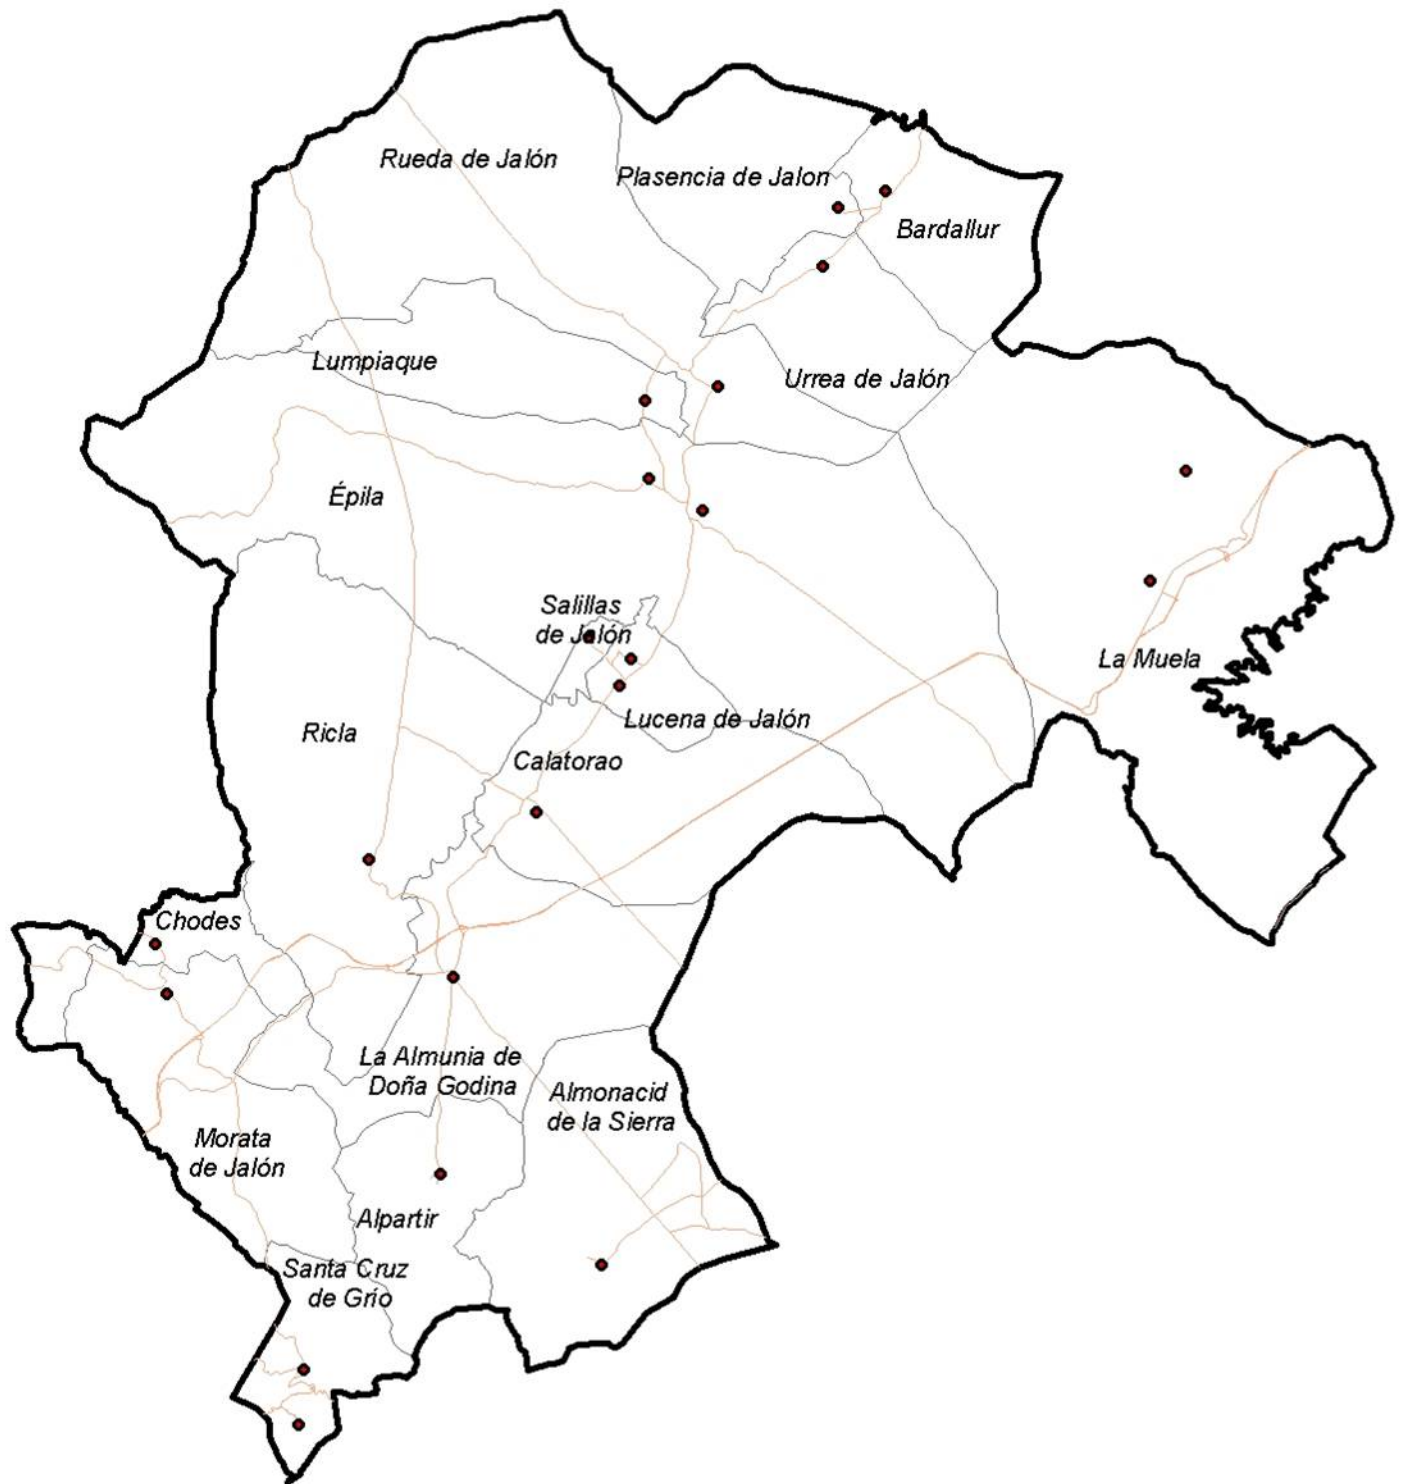 Rueda de Jalón
Plasencia de Jalon
Bardallur
Lumpiaque
Urrea de Jalón
Épila
Salillas
de Jalón
La Muela
Lucena de Jalón
Ricla
Calatorao
Chodes
La Almunia de
Doña Godina
Almonacid
de la Sierra
Morata
de Jalón
Alpartir
Santa Cruz
de Grío